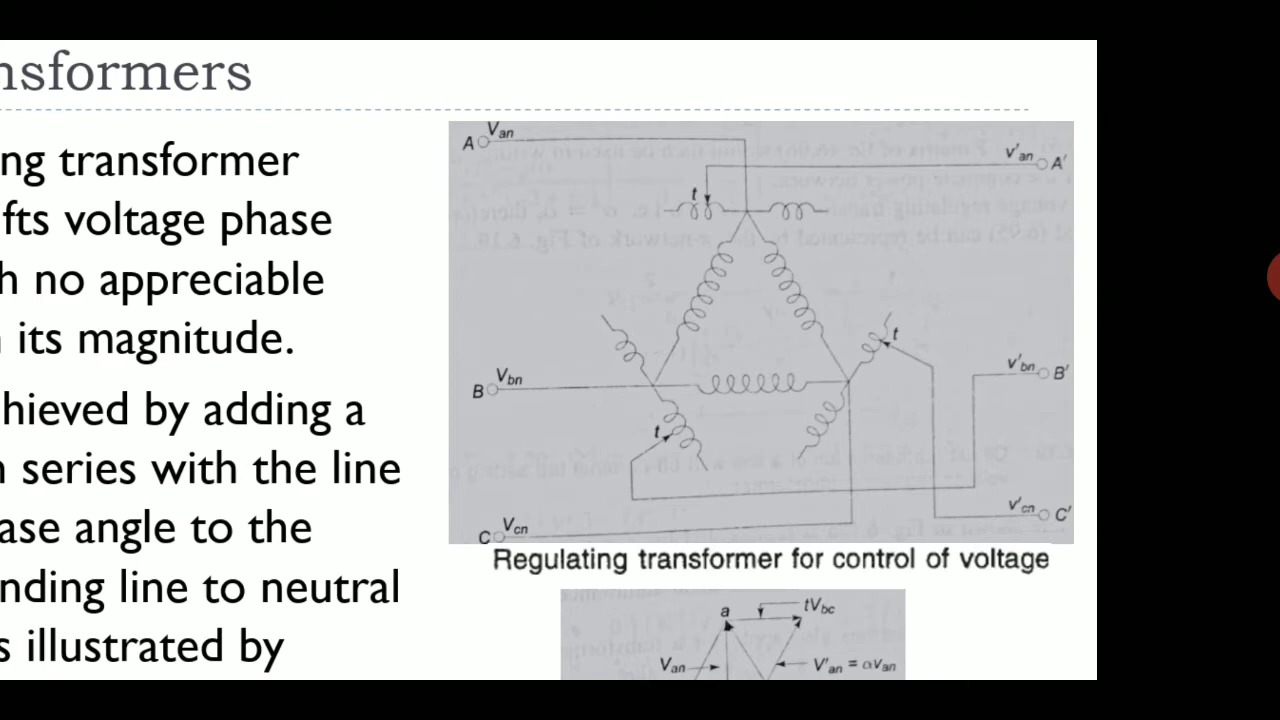 nsformers
ng transformer
fts voltage phase
h no appreciable
its magnitude.
hieved by adding a
n series with the line
ase angle to the
nding line to neutral
s illustrated by
A Van
v'an A'
t
t
B Vbn
v'bn B'
t
v'cn C'
C Vcn
Regulating transformer for control of voltage
a tVbc
Van V'an = αVan